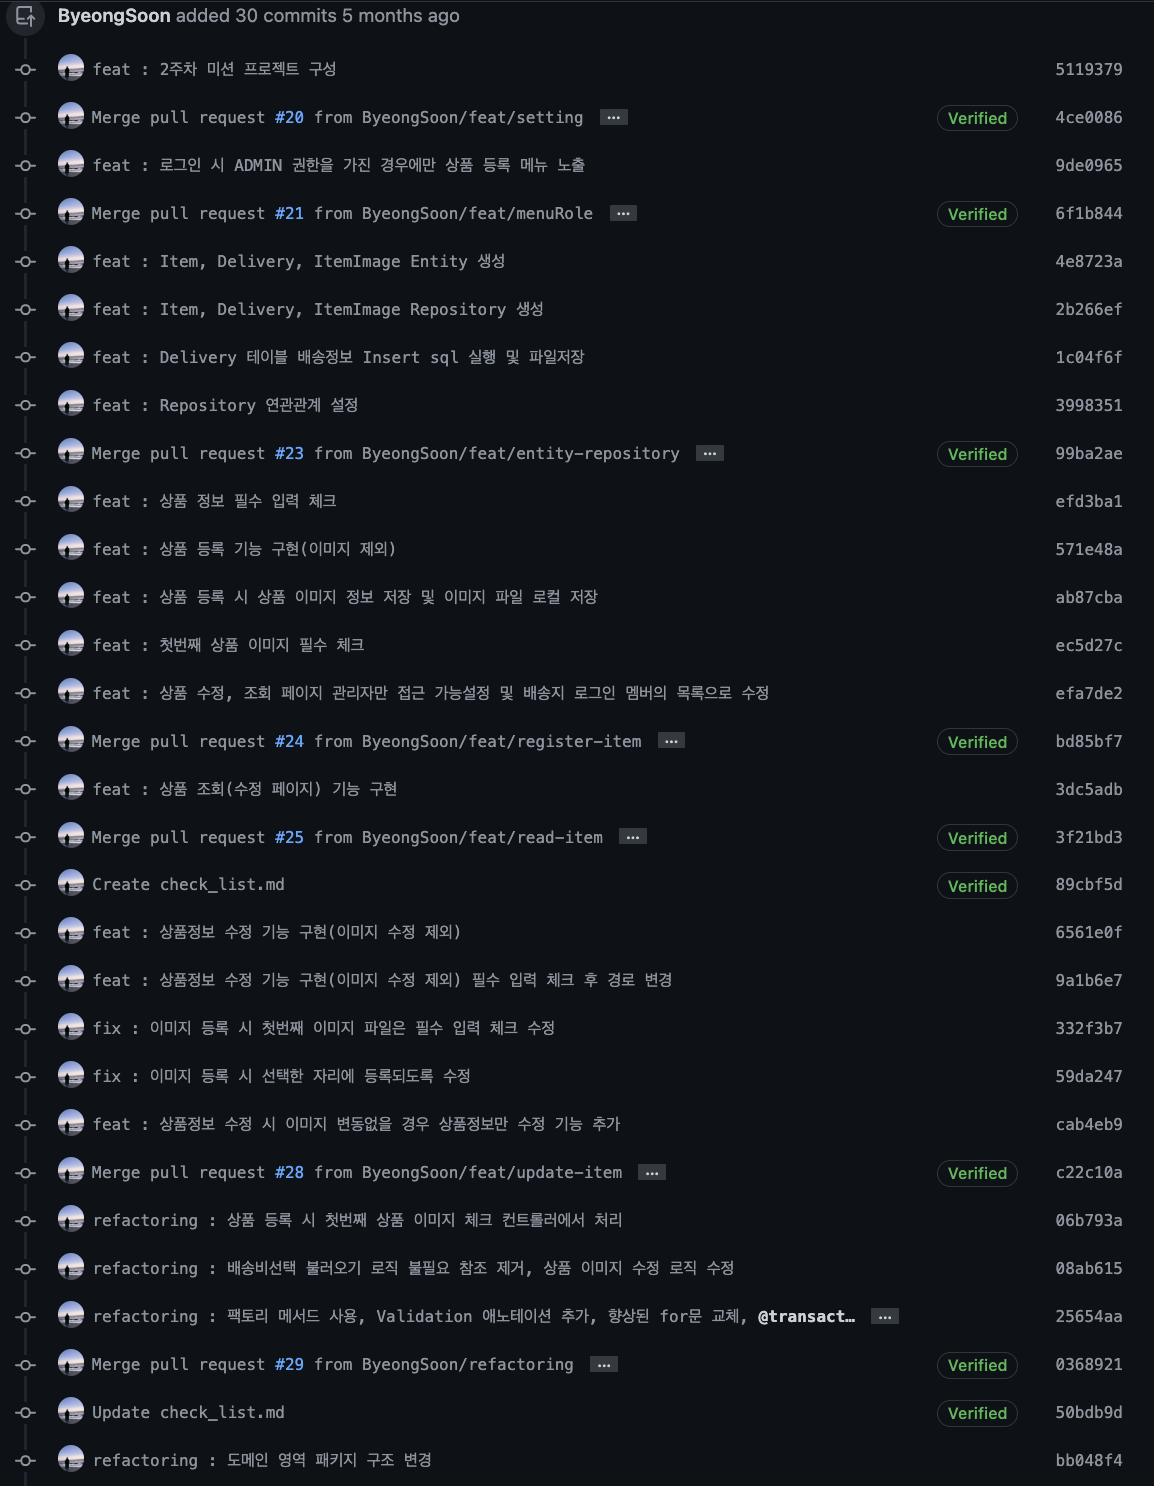 ByeongSoon added 30 commits 5 months ago
feat : 2주차 미션 프로젝트 구성 5119379
Merge pull request #20 from ByeongSoon/feat/setting … Verified 4ce0086
feat : 로그인 시 ADMIN 권한을 가진 경우에만 상품 등록 메뉴 노출 9de0965
Merge pull request #21 from ByeongSoon/feat/menuRole … Verified 6f1b844
feat : Item, Delivery, ItemImage Entity 생성 4e8723a
feat : Item, Delivery, ItemImage Repository 생성 2b266ef
feat : Delivery 테이블 배송정보 Insert sql 실행 및 파일저장 1c04f6f
feat : Repository 연관관계 설정 3998351
Merge pull request #23 from ByeongSoon/feat/entity-repository … Verified 99ba2ae
feat : 상품 정보 필수 입력 체크 efd3ba1
feat : 상품 등록 기능 구현(이미지 제외) 571e48a
feat : 상품 등록 시 상품 이미지 정보 저장 및 이미지 파일 로컬 저장 ab87cba
feat : 첫번째 상품 이미지 필수 체크 ec5d27c
feat : 상품 수정, 조회 페이지 관리자만 접근 가능설정 및 배송지 로그인 멤버의 목록으로 수정 efa7de2
Merge pull request #24 from ByeongSoon/feat/register-item … Verified bd85bf7
feat : 상품 조회(수정 페이지) 기능 구현 3dc5adb
Merge pull request #25 from ByeongSoon/feat/read-item … Verified 3f21bd3
Create check_list.md Verified 89cbf5d
feat : 상품정보 수정 기능 구현(이미지 수정 제외) 6561e0f
feat : 상품정보 수정 기능 구현(이미지 수정 제외) 필수 입력 체크 후 경로 변경 9a1b6e7
fix : 이미지 등록 시 첫번째 이미지 파일은 필수 입력 체크 수정 332f3b7
fix : 이미지 등록 시 선택한 자리에 등록되도록 수정 59da247
feat : 상품정보 수정 시 이미지 변동없을 경우 상품정보만 수정 기능 추가 cab4eb9
Merge pull request #28 from ByeongSoon/feat/update-item … Verified c22c10a
refactoring : 상품 등록 시 첫번째 상품 이미지 체크 컨트롤러에서 처리 06b793a
refactoring : 배송비선택 불러오기 로직 불필요 참조 제거, 상품 이미지 수정 로직 수정 08ab615
refactoring : 팩토리 메서드 사용, Validation 애노테이션 추가, 향상된 for문 교체, @transact… … 25654aa
Merge pull request #29 from ByeongSoon/refactoring … Verified 0368921
Update check_list.md Verified 50bdb9d
refactoring : 도메인 영역 패키지 구조 변경 bb048f4